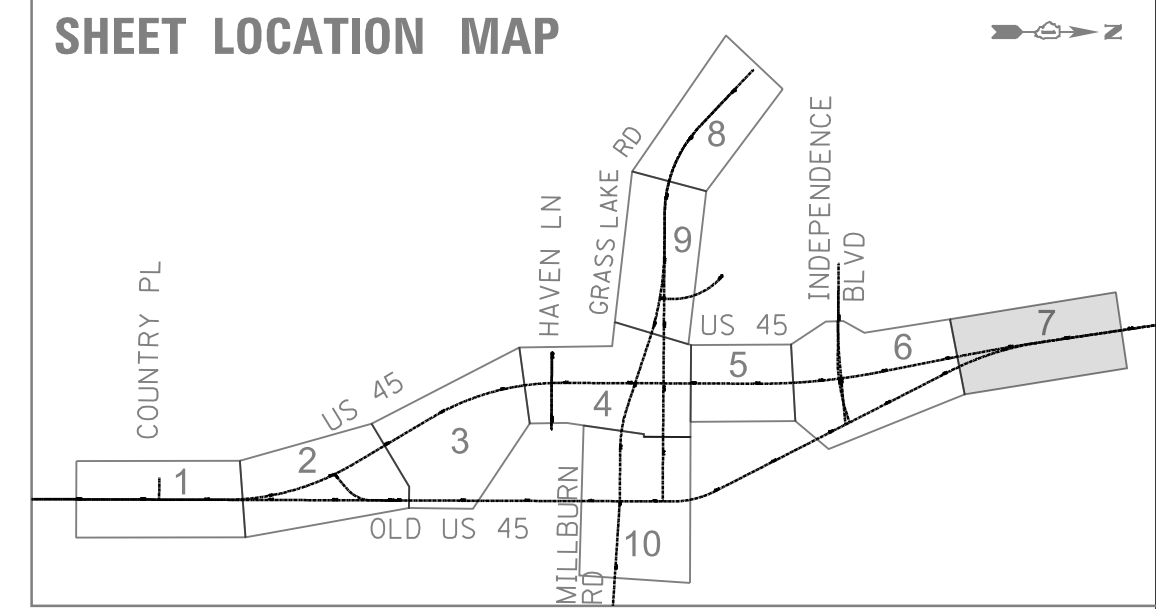 SHEET LOCATION MAP
N
8
GRASS LAKE RD
INDEPENDENCE
BLVD
HAVEN LN
9
COUNTRY PL
US 45
7
6
5
US 45
4
3
2
1
OLD US 45
MILLBURN
RD
10